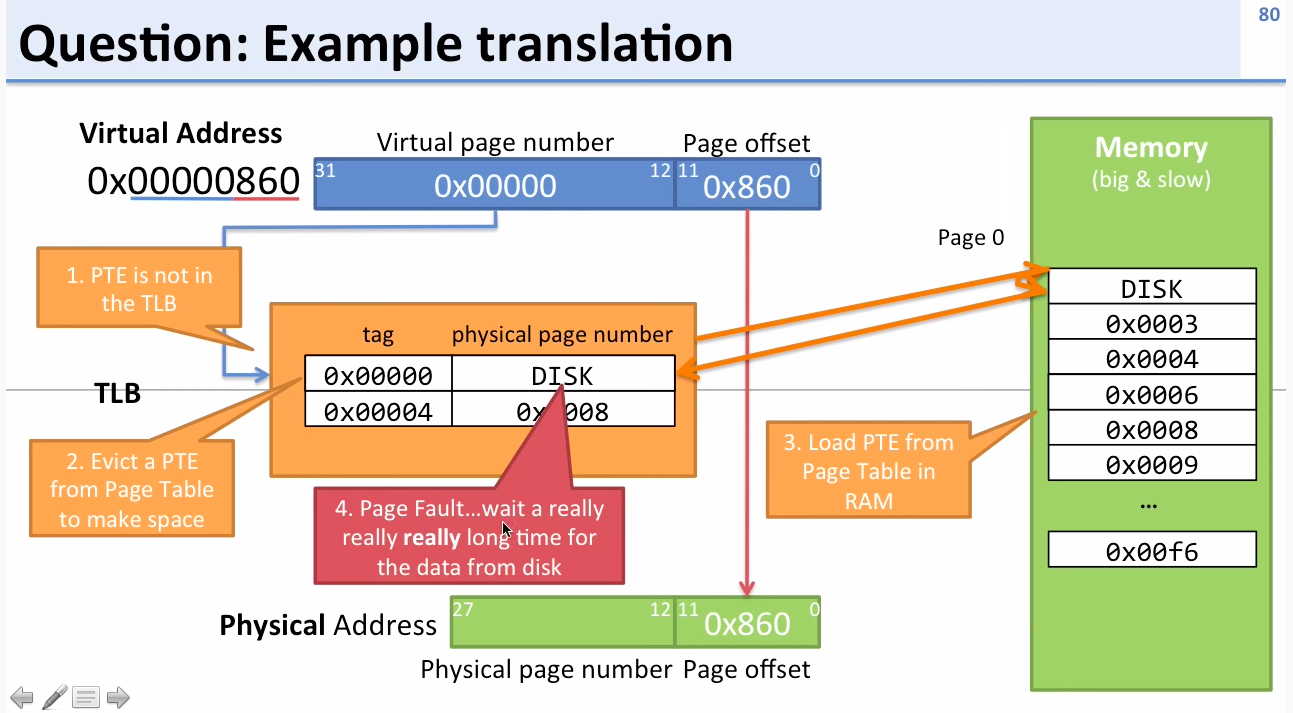 80
Question: Example translation
Virtual Address
0x00000860
Virtual page number
Page offset
31
0x00000
12
11
0x860
0
Memory
(big & slow)
Page 0
DISK
0x0003
0x0004
0x0006
0x0008
0x0009
...
0x00f6
1. PTE is not in
the TLB
TLB
tag
physical page number
0x00000
DISK
0x00004
2. Evict a PTE
from Page Table
to make space
3. Load PTE from
Page Table in
RAM
4. Page Fault...wait a really
really really long time for
the data from disk
Physical Address
27
12
11
0x860
0
Physical page number
Page offset